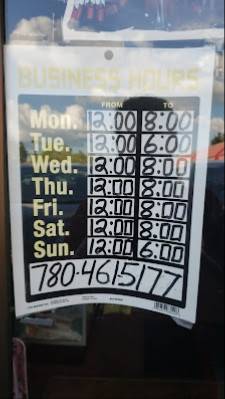 BUSINESS HOURS
FROM TO
Mon. 12:00 8:00
Tue. 12:00 6:00
Wed. 12:00 8:00
Thu. 12:00 8:00
Fri. 12:00 8:00
Sat. 12:00 8:00
Sun. 12:00 6:00
780-4615177